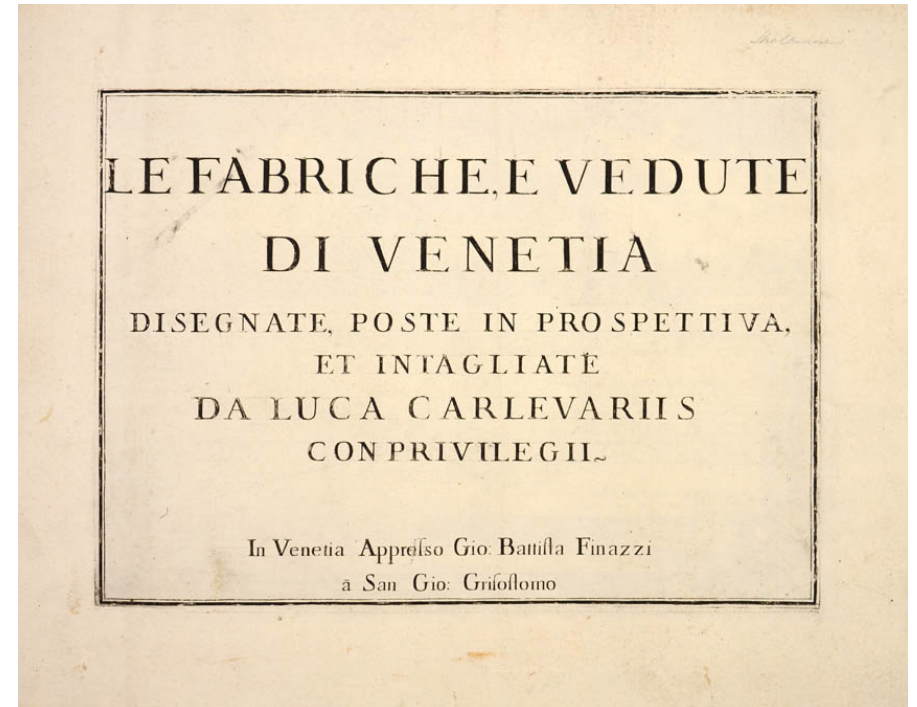 LE FABRICHE, E VEDUTE
DI VENETIA
DISEGNATE, POSTE IN PROSPETTIVA,
ET INTAGLIATE
DA LUCA CARLEVARIIS
CON PRIVILEGII~
In Venetia Appreſso Gio: Battiſta Finazzi
à San Gio: Griſoſtomo